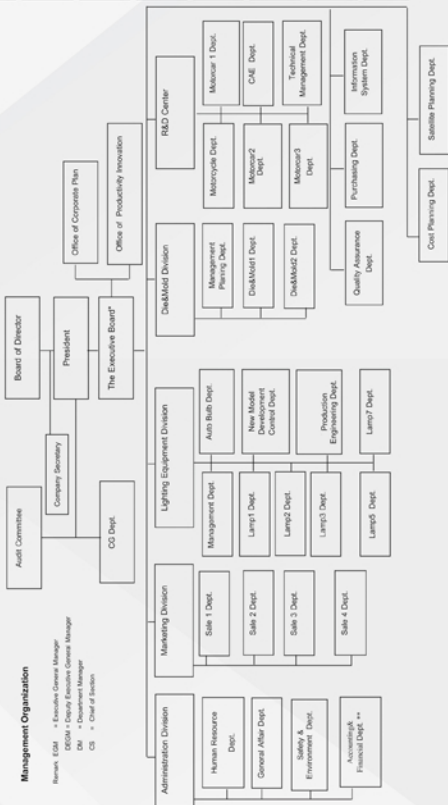 Management Organization
Remark EGM = Executive General Manager
DEGM = Deputy Executive General Manager
DM = Department Manager
CS = Chief of Section
Audit Committee
Board of Director
Company Secretary
President
CG Dept.
The Executive Board*
Office of Corporate Plan
Office of Productivity Innovation
Administration Division
Human Resource
Dept.
General Affair Dept.
Safety &
Environment Dept.
Accounting&
Financial Dept. **
Marketing Division
Sale 1 Dept.
Sale 2 Dept.
Sale 3 Dept.
Sale 4 Dept.
Lighting Equipment Division
Management Dept.
Auto Bulb Dept.
Lamp1 Dept.
New Model
Development
Control Dept.
Lamp2 Dept.
Lamp3 Dept.
Production
Engineering Dept.
Lamp5 Dept.
Lamp7 Dept.
Die&Mold Division
Management
Planing Dept.
Die&Mold1 Dept.
Die&Mold2 Dept.
R&D Center
Motorcycle Dept.
Motorcar 1 Dept.
Motorcar2
Dept.
CAE Dept.
Motorcar3
Dept.
Technical
Management Dept.
Quality Assurance
Dept.
Purchasing Dept.
Information
System Dept.
Cost Planning Dept.
Satellite Planning Dept.